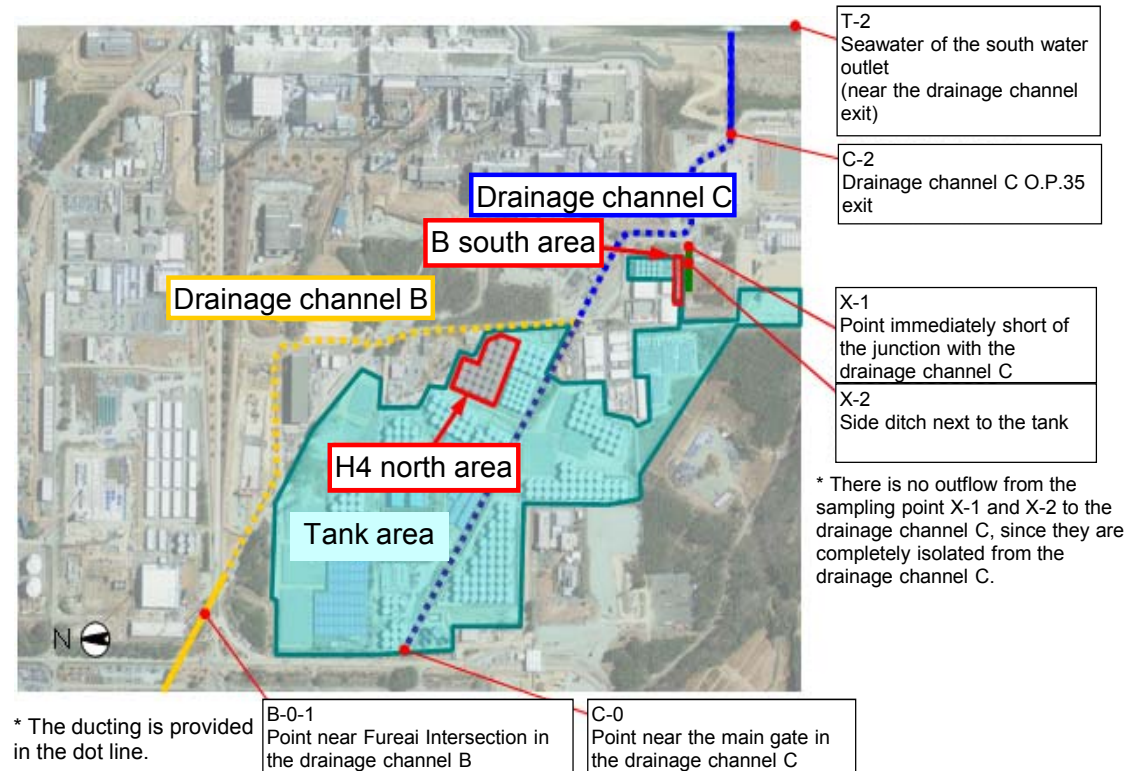 T-2
Seawater of the south water
outlet
(near the drainage channel
exit)
C-2
Drainage channel C O.P.35
exit
Drainage channel C
B south area
Drainage channel B
X-1
Point immediately short of
the junction with the
drainage channel C
X-2
Side ditch next to the tank
H4 north area
* There is no outflow from the
sampling point X-1 and X-2 to the
drainage channel C, since they are
completely isolated from the
drainage channel C.
Tank area
N
* The ducting is provided
in the dot line.
B-0-1
Point near Fureai Intersection in
the drainage channel B
C-0
Point near the main gate in
the drainage channel C